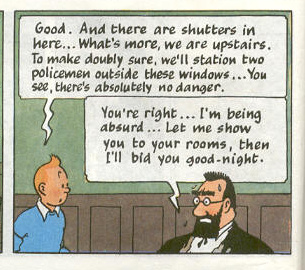 Good. And there are shutters in
here... What's more, we are upstairs.
To make doubly sure, we'll station two
policemen outside these windows... You
see, there's absolutely no danger.
You're right... I'm being
absurd... Let me show
you to your rooms, then
I'll bid you good-night.